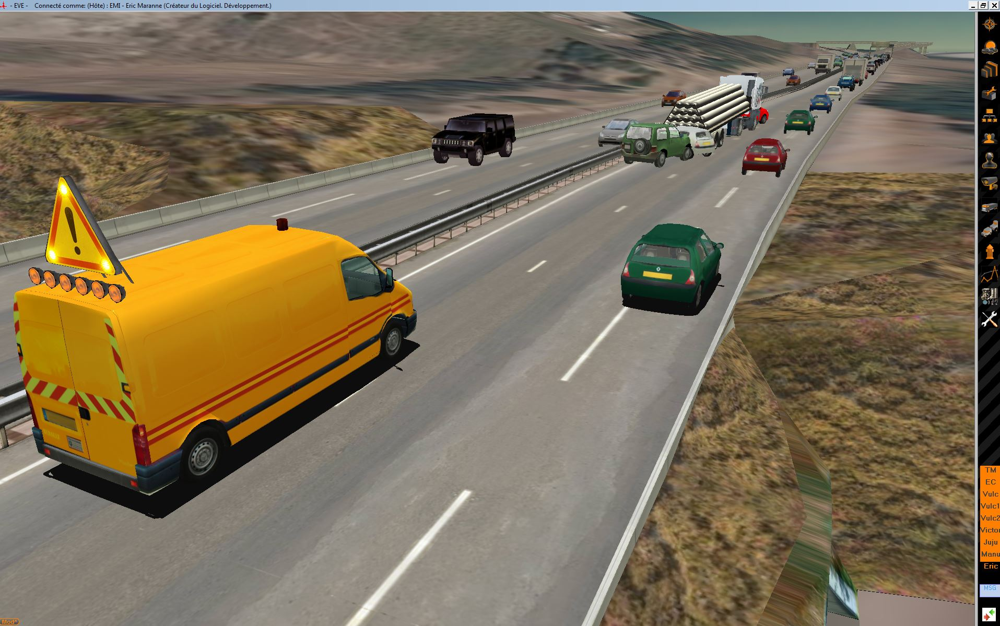 - EVE -    Connecté comme: (Hôte) : EMI - Eric Maranne (Créateur du Logiciel. Développement.)
TM
EC
Vulc
Vulc1
Vulc2
Victor
Juju
Manu
Eric
MSG
Mod^